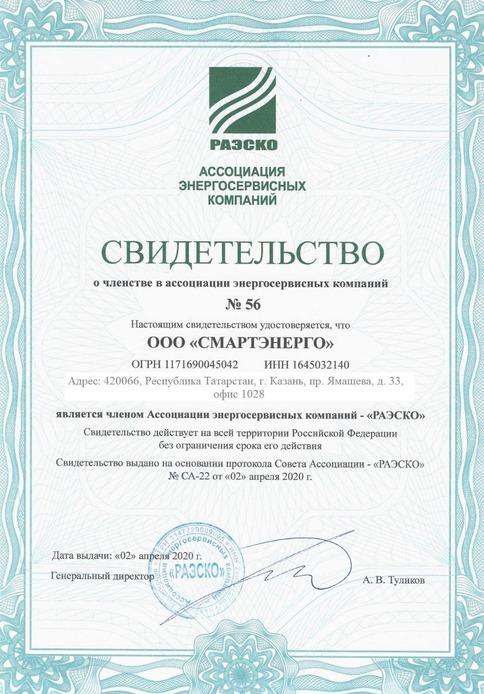 РАЭСКО
АССОЦИАЦИЯ
ЭНЕРГОСЕРВИСНЫХ
КОМПАНИЙ
СВИДЕТЕЛЬСТВО
о членстве в ассоциации энергосервисных компаний
№ 56
Настоящим свидетельством удостоверяется, что
ООО «СМАРТЭНЕРГО»
ОГРН 1171690045042 ИНН 1645032140
Адрес: 420066, Республика Татарстан, г. Казань, пр. Ямашева, д. 33,
офис 1028
является членом Ассоциации энергосервисных компаний - «РАЭСКО»
Свидетельство действует на всей территории Российской Федерации
без ограничения срока его действия
Свидетельство выдано на основании протокола Совета Ассоциации - «РАЭСКО»
№ СА-22 от «02» апреля 2020 г.
Дата выдачи: «02» апреля 2020 г.
Генеральный директор
А. В. Туликов
«РАЭСКО»